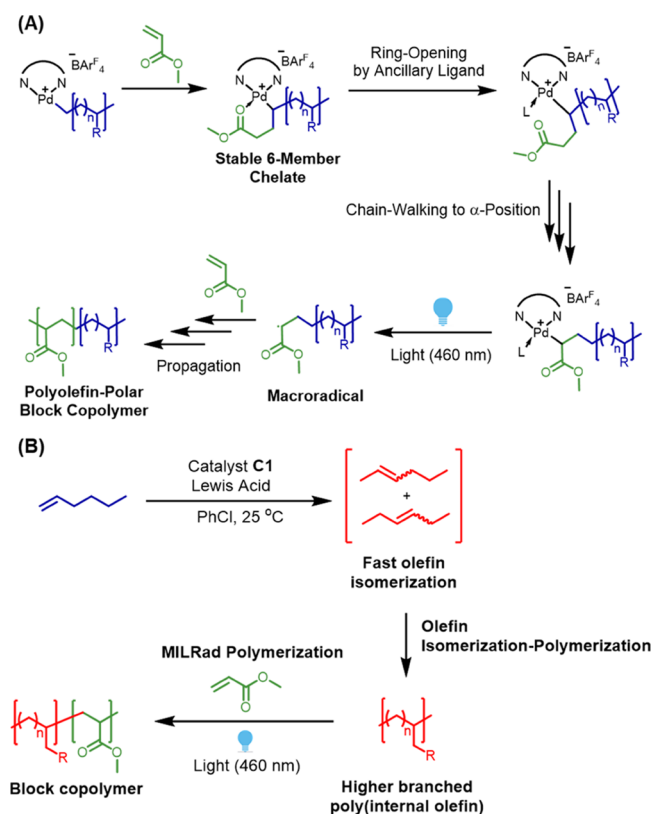 (A)
BArF4
N N
Pd
+
n
R
O
O
BArF4
N N
Pd
+
O
O
n
R
Stable 6-Member
Chelate
Ring-Opening
by Ancillary Ligand
BArF4
N N
Pd
+
L
n
R
O
O
Chain-Walking to α-Position
BArF4
N N
Pd
+
L
n
R
O
O
Light (460 nm)
n
R
O
O
Macroradical
O
O
Propagation
n
R
O
O
Polyolefin-Polar
Block Copolymer
(B)
Catalyst C1
Lewis Acid
PhCl, 25 °C
+
Fast olefin
isomerization
Olefin
Isomerization-Polymerization
n
R
Higher branched
poly(internal olefin)
MILRad Polymerization
O
O
Light (460 nm)
n
R
O
O
Block copolymer